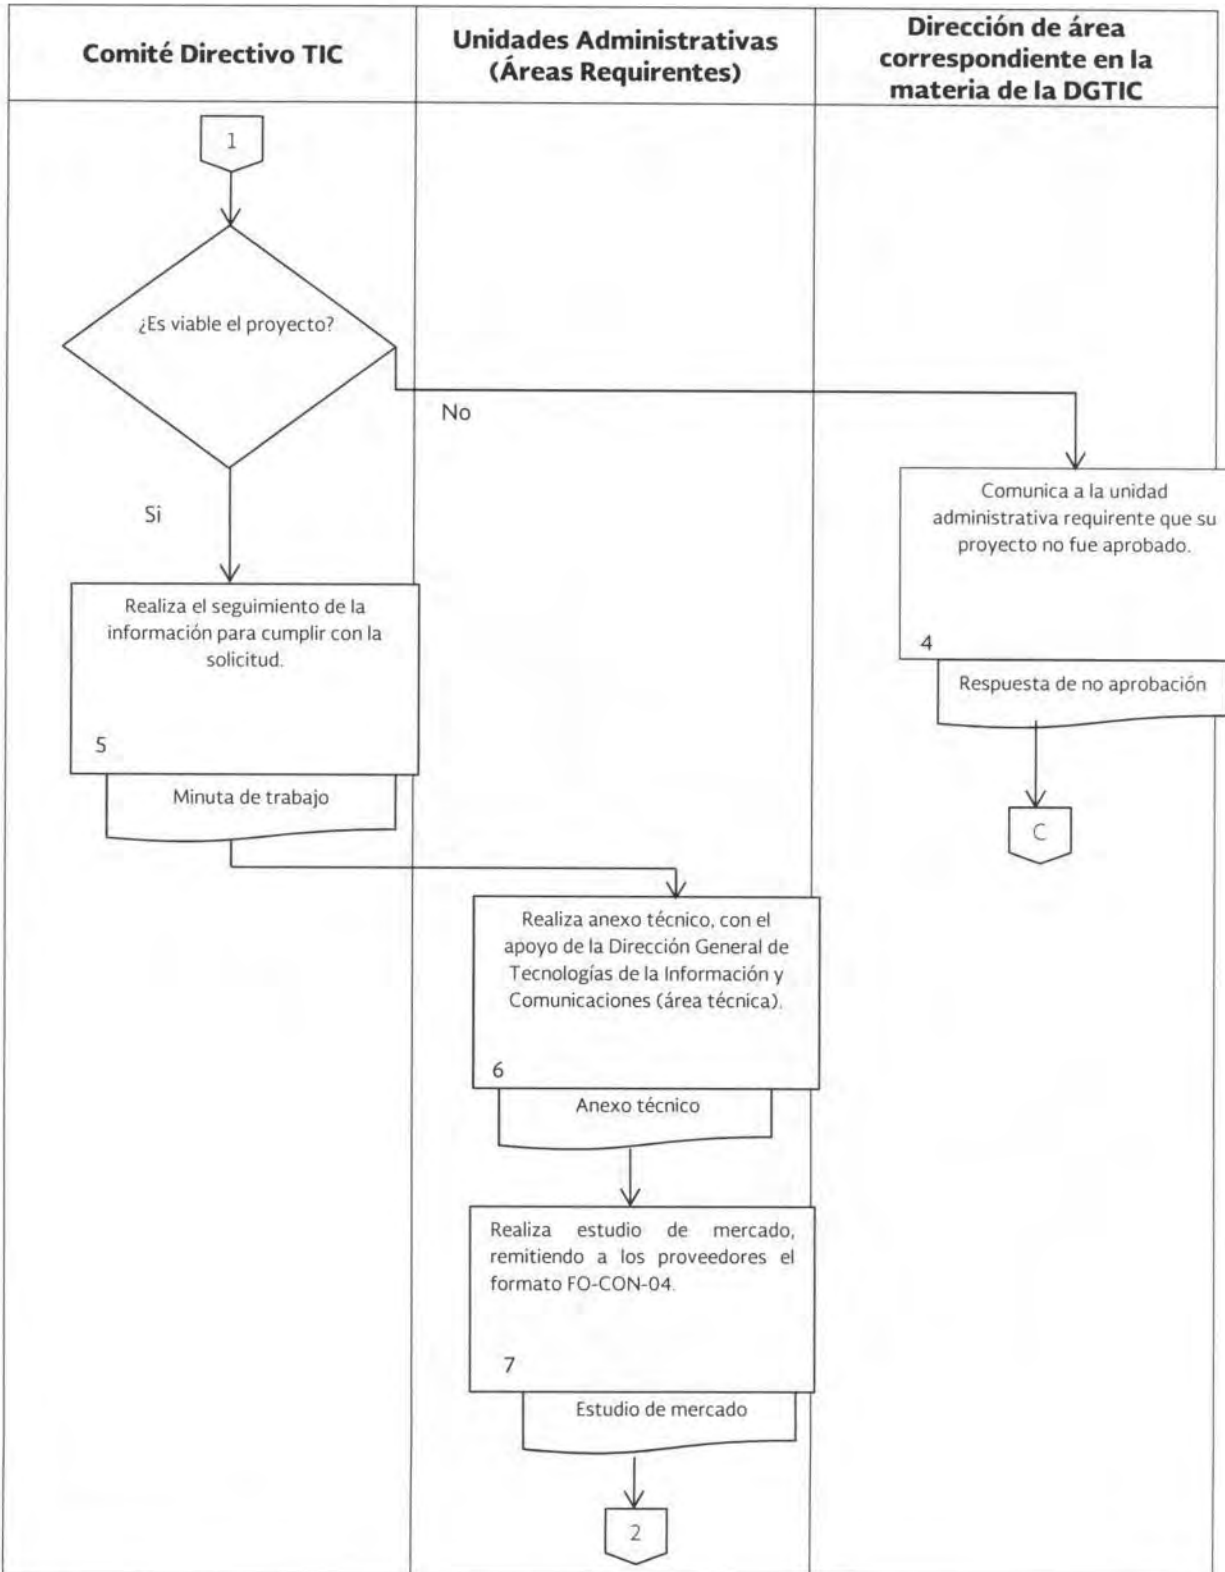 Comité Directivo TIC
Unidades Administrativas
(Áreas Requirentes)
Dirección de área
correspondiente en la
materia de la DGTIC
1
¿Es viable el proyecto?
No
Si
Comunica a la unidad
administrativa requirente que su
proyecto no fue aprobado.
4
Respuesta de no aprobación
C
Realiza el seguimiento de la
información para cumplir con la
solicitud.
5
Minuta de trabajo
Realiza anexo técnico, con el
apoyo de la Dirección General de
Tecnologías de la Información y
Comunicaciones (área técnica).
6
Anexo técnico
Realiza estudio de mercado,
remitiendo a los proveedores el
formato FO-CON-04.
7
Estudio de mercado
2